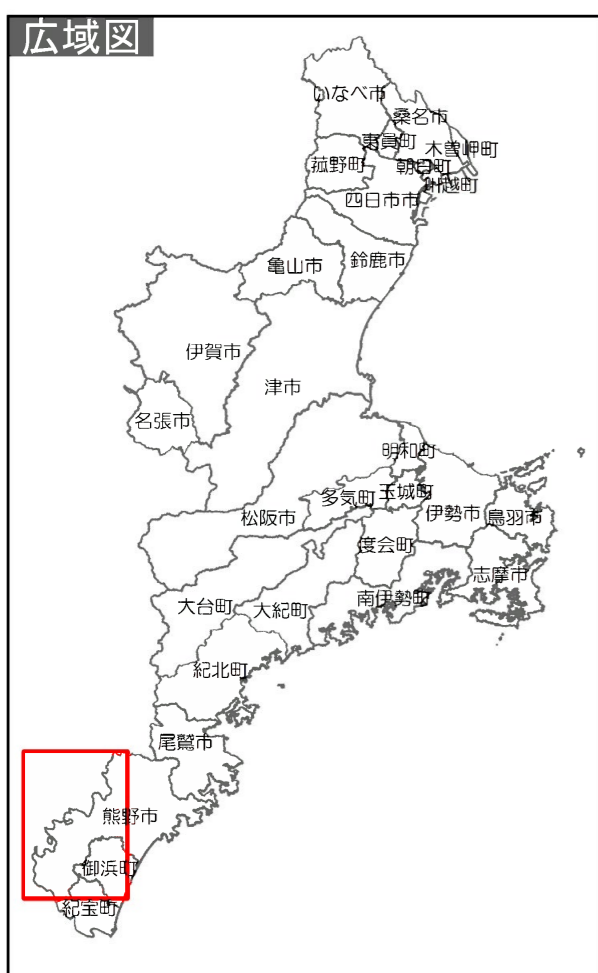 広域図
いなべ市
桑名市
東員町
木曽岬町
菰野町
朝日町
川越町
四日市市
亀山市
鈴鹿市
伊賀市
津市
名張市
明和町
多気町
玉城町
松阪市
伊勢市
鳥羽市
度会町
志摩市
大台町
大紀町
南伊勢町
紀北町
尾鷲市
熊野市
御浜町
紀宝町